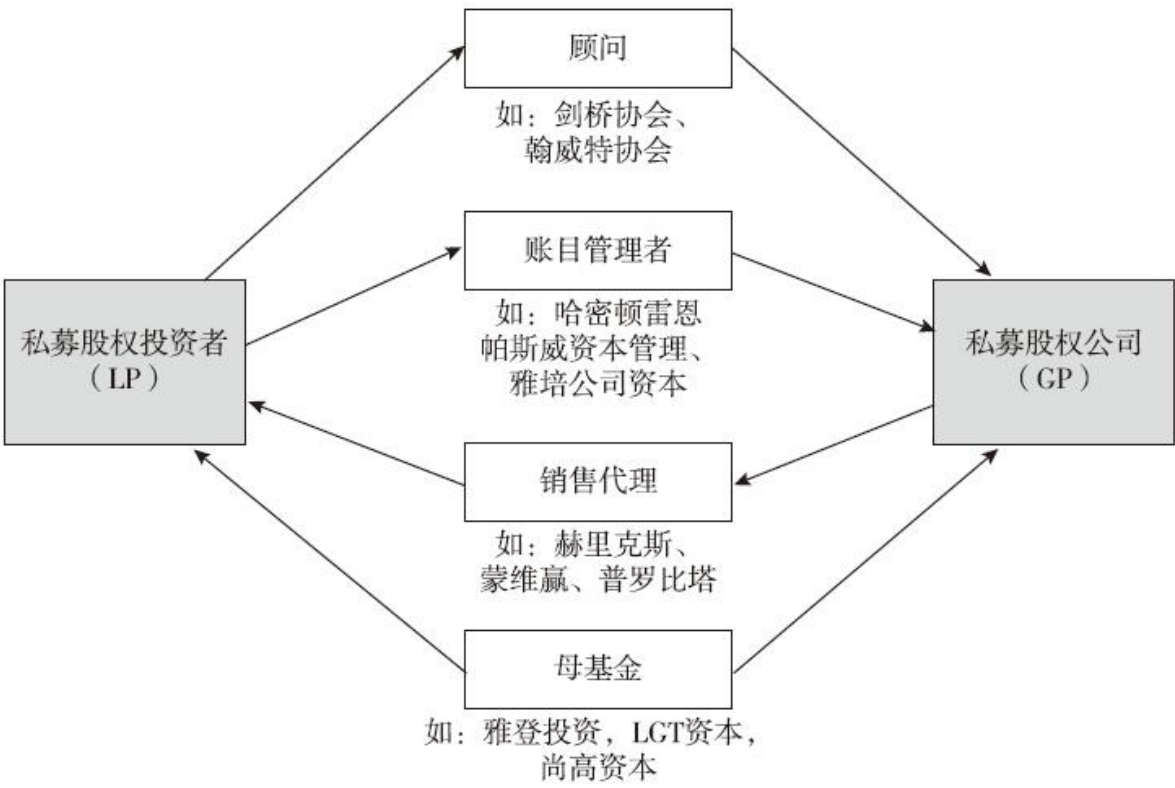 顾问
如：剑桥协会、
翰威特协会
账目管理者
如：哈密顿雷恩
帕斯威资本管理、
雅培公司资本
私募股权投资者
（LP）
私募股权公司
（GP）
销售代理
如：赫里克斯、
蒙维赢、普罗比塔
母基金
如：雅登投资，LGT资本，
尚高资本